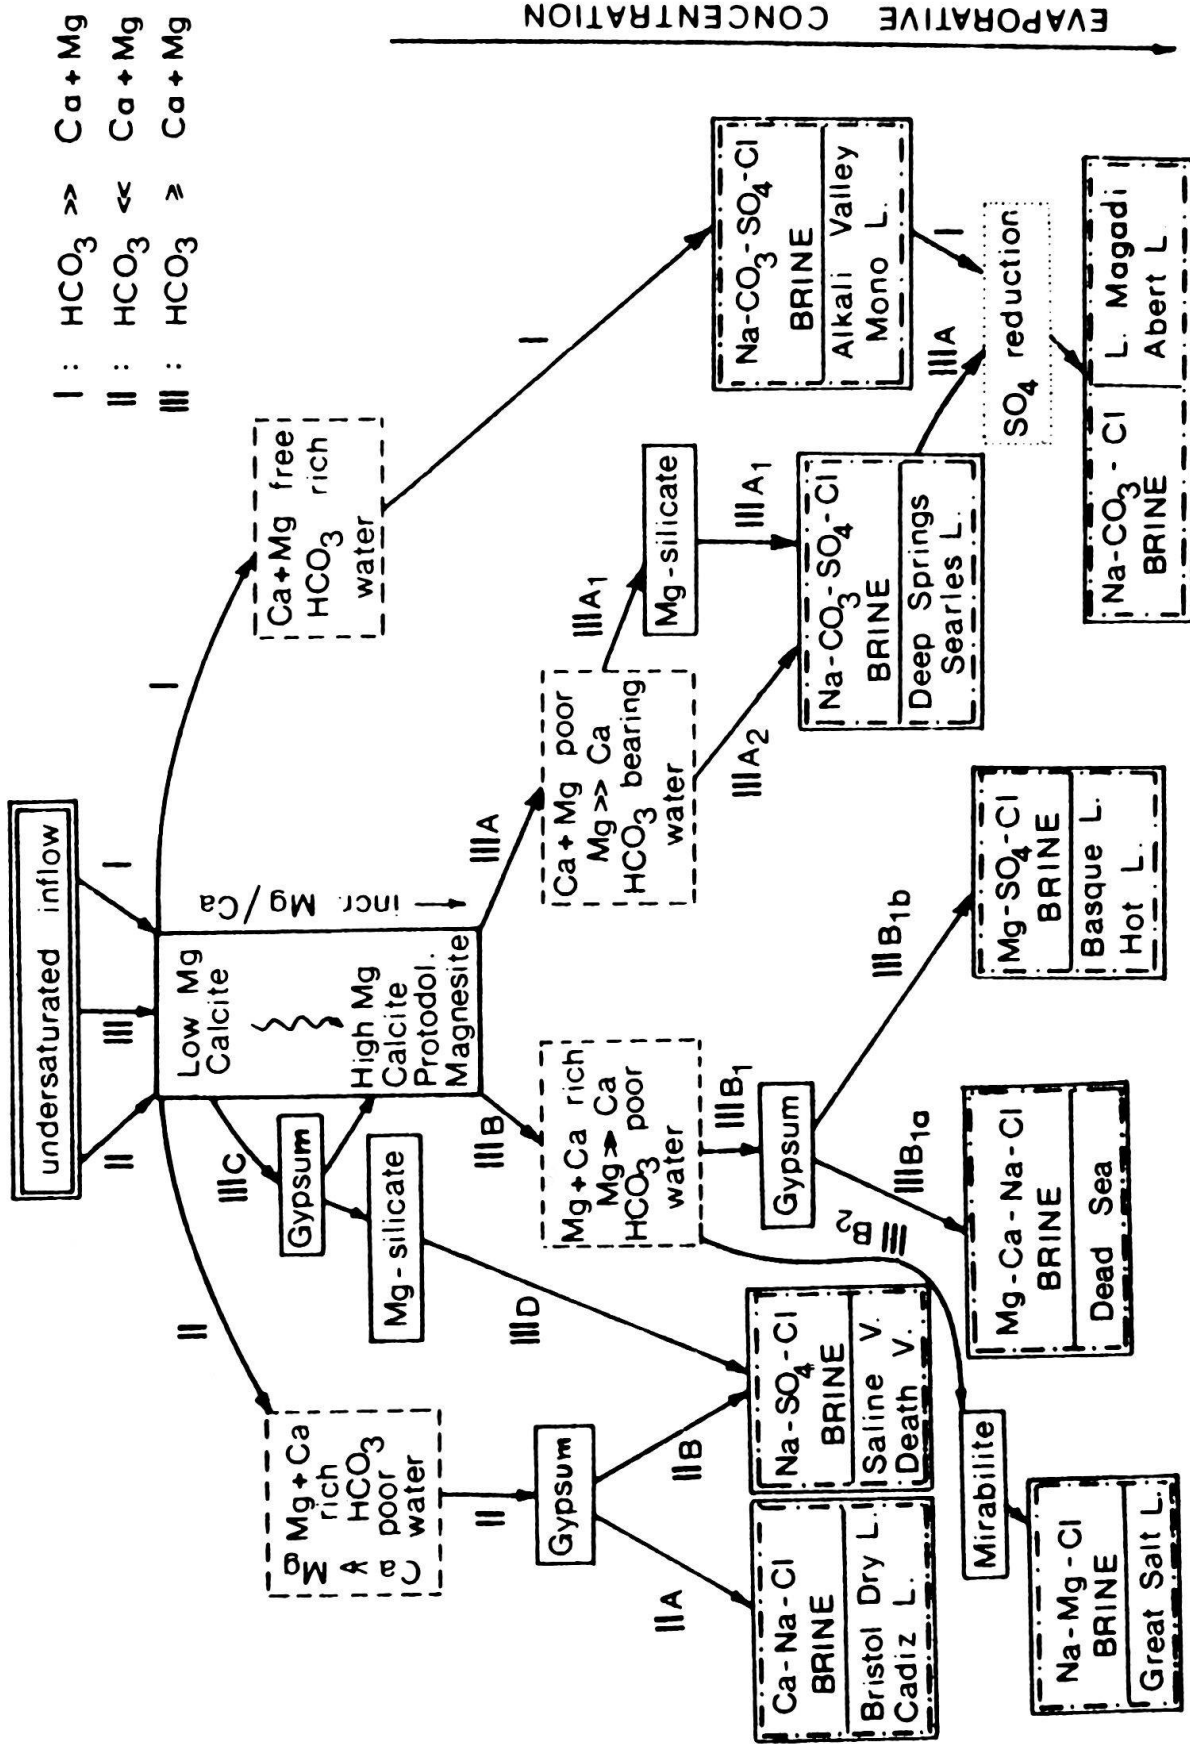 I : HCO3 >> Ca+Mg
II : HCO3 << Ca+Mg
III : HCO3 ≥ Ca+Mg
EVAPORATIVE CONCENTRATION
undersaturated inflow
II
III
I
Low Mg
Calcite
High Mg
Calcite
Protodol.
Magnesite
incr. Mg/Ca
I
Ca+Mg free
HCO3 rich
water
I
II
Mg+Ca
rich
HCO3
poor
water
II
Gypsum
IIA
IIB
IIIC
Gypsum
Mg-silicate
IIID
IIIB
Mg+Ca rich
Mg >> Ca
HCO3 poor
water
IIIB1
Gypsum
IIIB1a
IIIB1b
III B2
IIIA
Ca+Mg poor
Mg >> Ca
HCO3 bearing
water
IIIA1
Mg-silicate
IIIA1
IIIA2
Ca-Na-Cl
BRINE
Bristol Dry L.
Cadiz L.
Na-SO4-Cl
BRINE
Saline V.
Death V.
Mirabilite
Na-Mg-Cl
BRINE
Great Salt L.
Mg-Ca-Na-Cl
BRINE
Dead Sea
Mg-SO4-Cl
BRINE
Basque L.
Hot L.
Na-CO3-SO4-Cl
BRINE
Deep Springs
Searles L.
IIIA
Na-CO3-SO4-Cl
BRINE
Alkali Valley
Mono L.
I
SO4 reduction
Na-CO3-Cl
BRINE
L. Magadi
Abert L